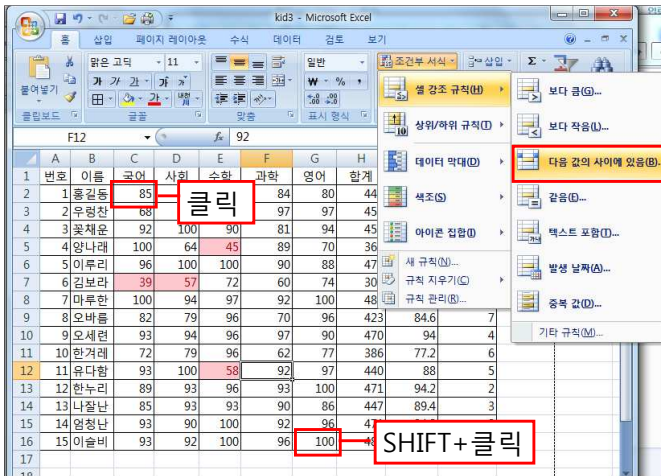 kid3 - Microsoft Excel
홈 삽입 페이지 레이아웃 수식 데이터 검토 보기
맑은 고딕 11 일반 조건부 서식 삽입
붙여넣기 가 가 가 가 가 내천 W % ,
클립보드 글꼴 맞춤 표시 형식
F12 fx 92
A B C D E F G H
1 번호 이름 국어 사회 수학 과학 영어 합계
2 1 홍길동 85 84 80 44
3 2 우렁찬 68 97 97 45
4 3 꽃채운 92 100 90 81 94 45
5 4 양나래 100 64 45 89 70 36
6 5 이루리 96 100 100 90 88 47
7 6 김보라 39 57 72 60 74 30
8 7 마루한 100 94 97 92 100 48
9 8 오바름 82 79 96 70 96 423 84.6 7
10 9 오세련 93 94 96 97 90 470 94 4
11 10 한겨레 72 79 96 62 77 386 77.2 6
12 11 유다함 93 100 58 92 97 440 88 5
13 12 한누리 89 93 96 93 100 471 94.2 2
14 13 나잘난 85 93 93 90 86 447 89.4 3
15 14 엄청난 93 90 100 92 96
16 15 이슬비 93 92 100 96 100
17
18
클릭
SHIFT+클릭
셀 강조 규칙(H)
상위/하위 규칙(T)
데이터 막대(D)
색조(S)
아이콘 집합(I)
새 규칙(N)...
규칙 지우기(C)
규칙 관리(R)...
보다 큼(G)...
보다 작음(L)...
다음 값의 사이에 있음(B)...
같음(E)...
텍스트 포함(T)...
발생 날짜(A)...
중복 값(D)...
기타 규칙(M)...